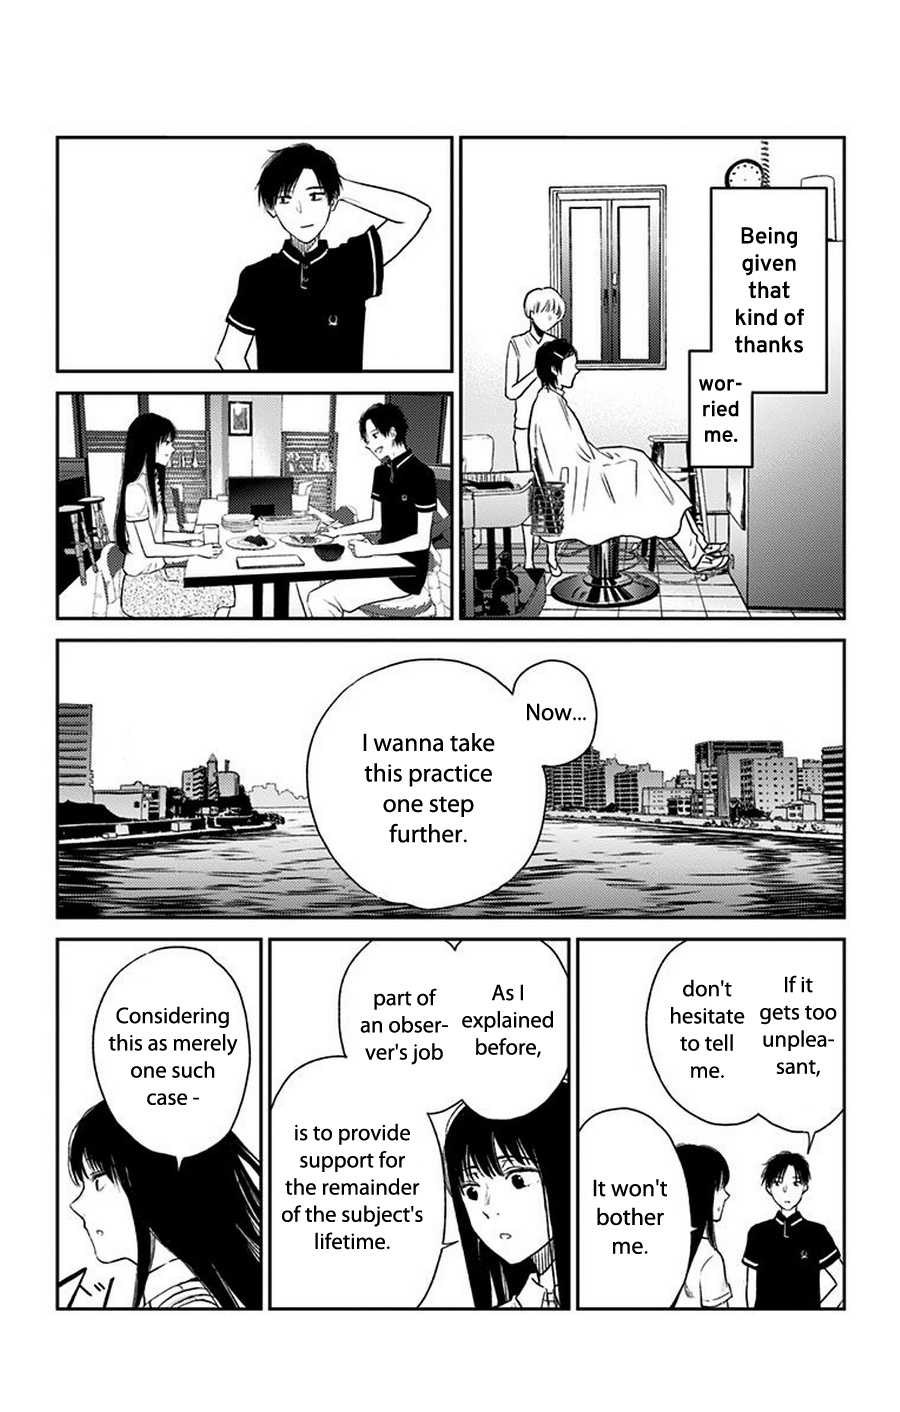 Being
given
that
kind of
thanks
wor-
ried
me.
Now...
I wanna take
this practice
one step
further.
If it
gets too
unplea-
sant,
don't
hesitate
to tell
me.
It won't
bother
me.
As I
explained
before,
part of
an obser-
ver's job
is to provide
support for
the remainder
of the subject's
lifetime.
Considering
this as merely
one such
case -